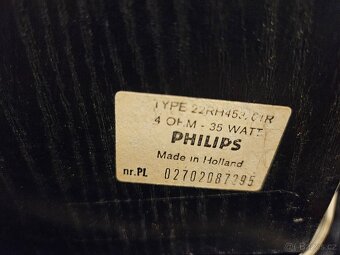 TYPE 22RH453/01R
4 OHM - 35 WATT
PHILIPS
Made in Holland
nr.PL 02702087295